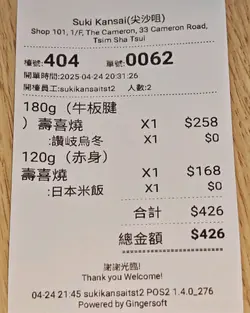 Suki Kansai(尖沙咀)
Shop 101, 1/F, The Cameron, 33 Cameron Road,
Tsim Sha Tsui
檯號:404 單號:0062
開單時間:2025-04-24 20:31:26
開檯員工:sukikansaitst2 人數:2
180g（牛板腱
）壽喜燒 X1 $258
:讚岐烏冬 X1 $0
120g（赤身）
壽喜燒 X1 $168
:日本米飯 X1 $0
合計 $426
總金額 $426
謝謝光臨!
Thank you Welcome!
04-24 21:45 sukikansaitst2 POS2 1.4.0_276
Powered by Gingersoft